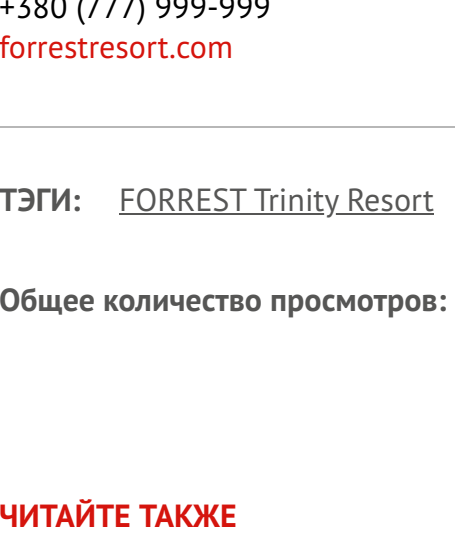 +380 (777) 999-999
forrestresort.com
ТЭГИ: FORREST Trinity Resort
Общее количество просмотров:
ЧИТАЙТЕ ТАКЖЕ